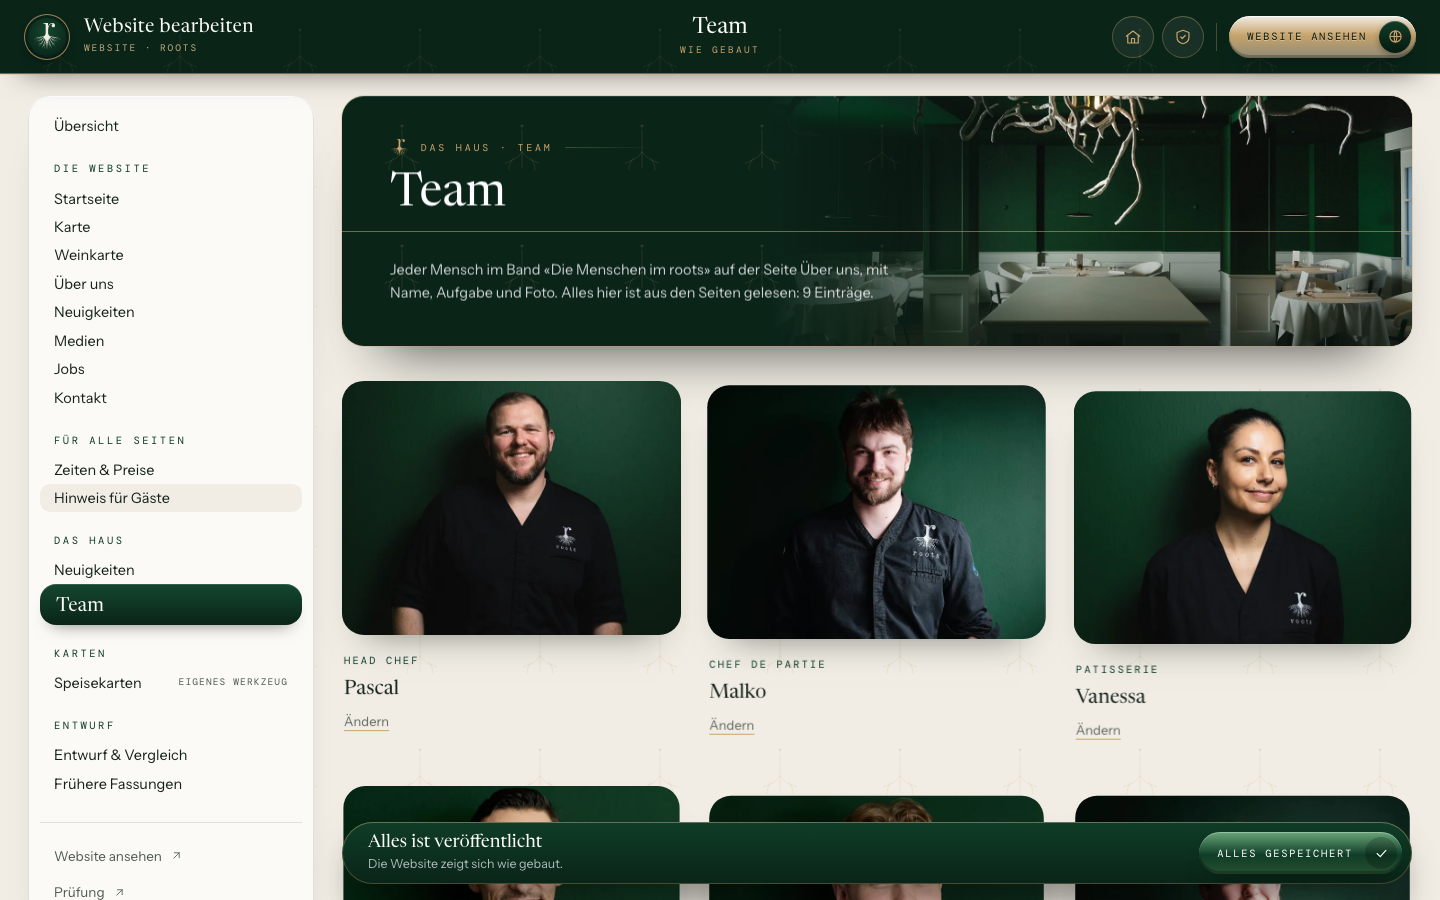 Website bearbeiten
WEBSITE · ROOTS
Team
WIE GEBAUT
WEBSITE ANSEHEN
Übersicht
DIE WEBSITE
Startseite
Karte
Weinkarte
Über uns
Neuigkeiten
Medien
Jobs
Kontakt
FÜR ALLE SEITEN
Zeiten & Preise
Hinweis für Gäste
DAS HAUS
Neuigkeiten
Team
KARTEN
Speisekarten EIGENES WERKZEUG
ENTWURF
Entwurf & Vergleich
Frühere Fassungen
Website ansehen
Prüfung
DAS HAUS · TEAM
Team
Jeder Mensch im Band «Die Menschen im roots» auf der Seite Über uns, mit
Name, Aufgabe und Foto. Alles hier ist aus den Seiten gelesen: 9 Einträge.
roots
roots
roots
HEAD CHEF
Pascal
Ändern
CHEF DE PARTIE
Malko
Ändern
PATISSERIE
Vanessa
Ändern
Alles ist veröffentlicht
Die Website zeigt sich wie gebaut.
ALLES GESPEICHERT